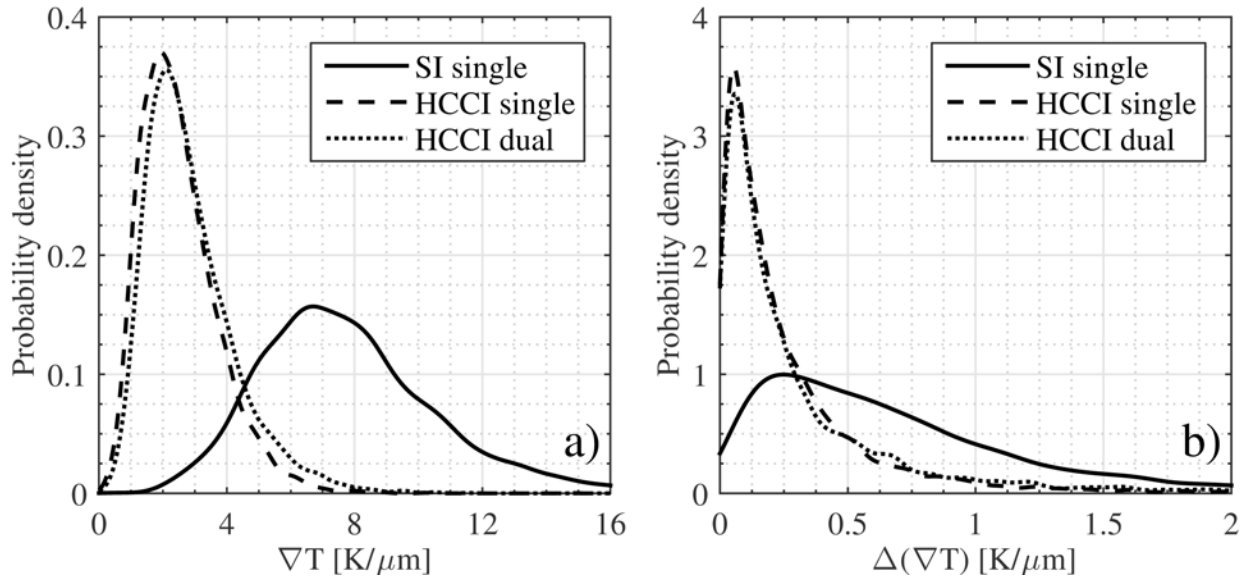 0.4
0.3
0.2
0.1
0
Probability density
SI single
HCCI single
HCCI dual
a)
0 4 8 12 16
∇T [K/μm]
4
3
2
1
0
Probability density
SI single
HCCI single
HCCI dual
b)
0 0.5 1 1.5 2
Δ(∇T) [K/μm]